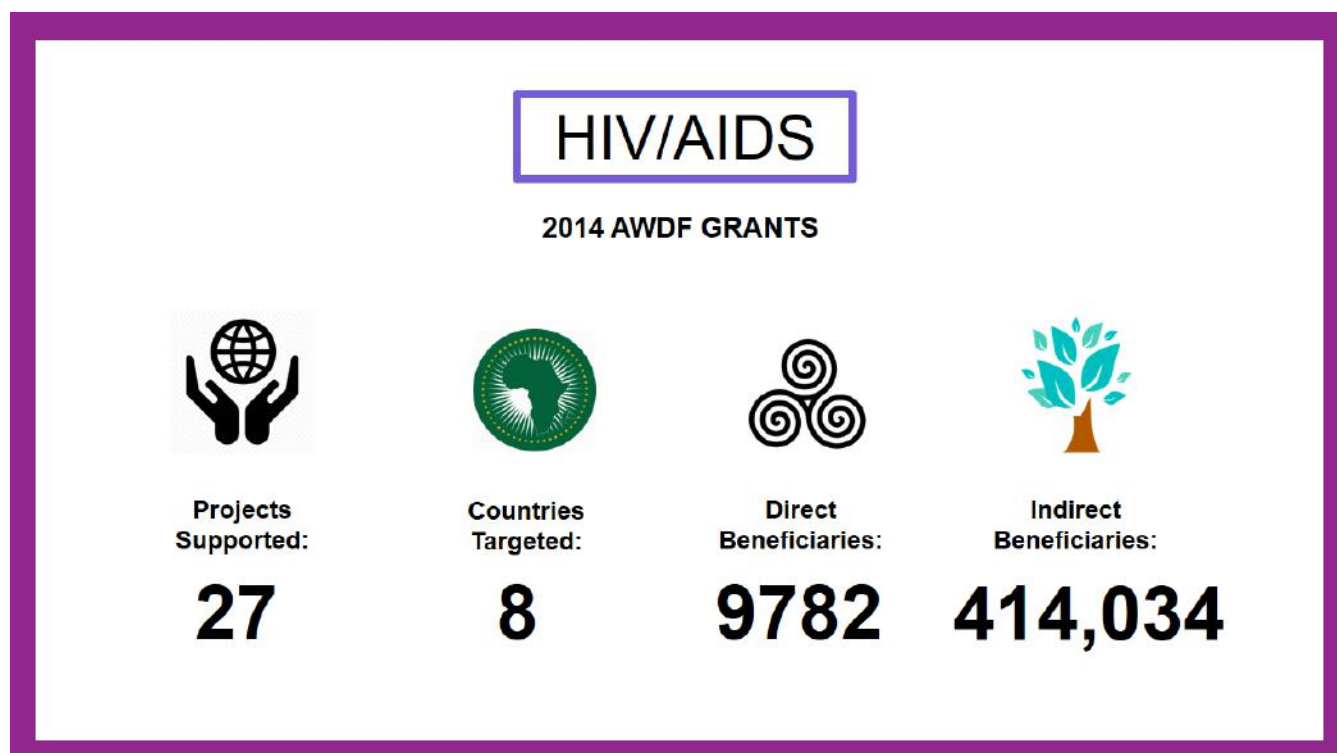 HIV/AIDS
2014 AWDF GRANTS
Projects
Supported:
27
Countries
Targeted:
8
Direct
Beneficiaries:
9782
Indirect
Beneficiaries:
414,034